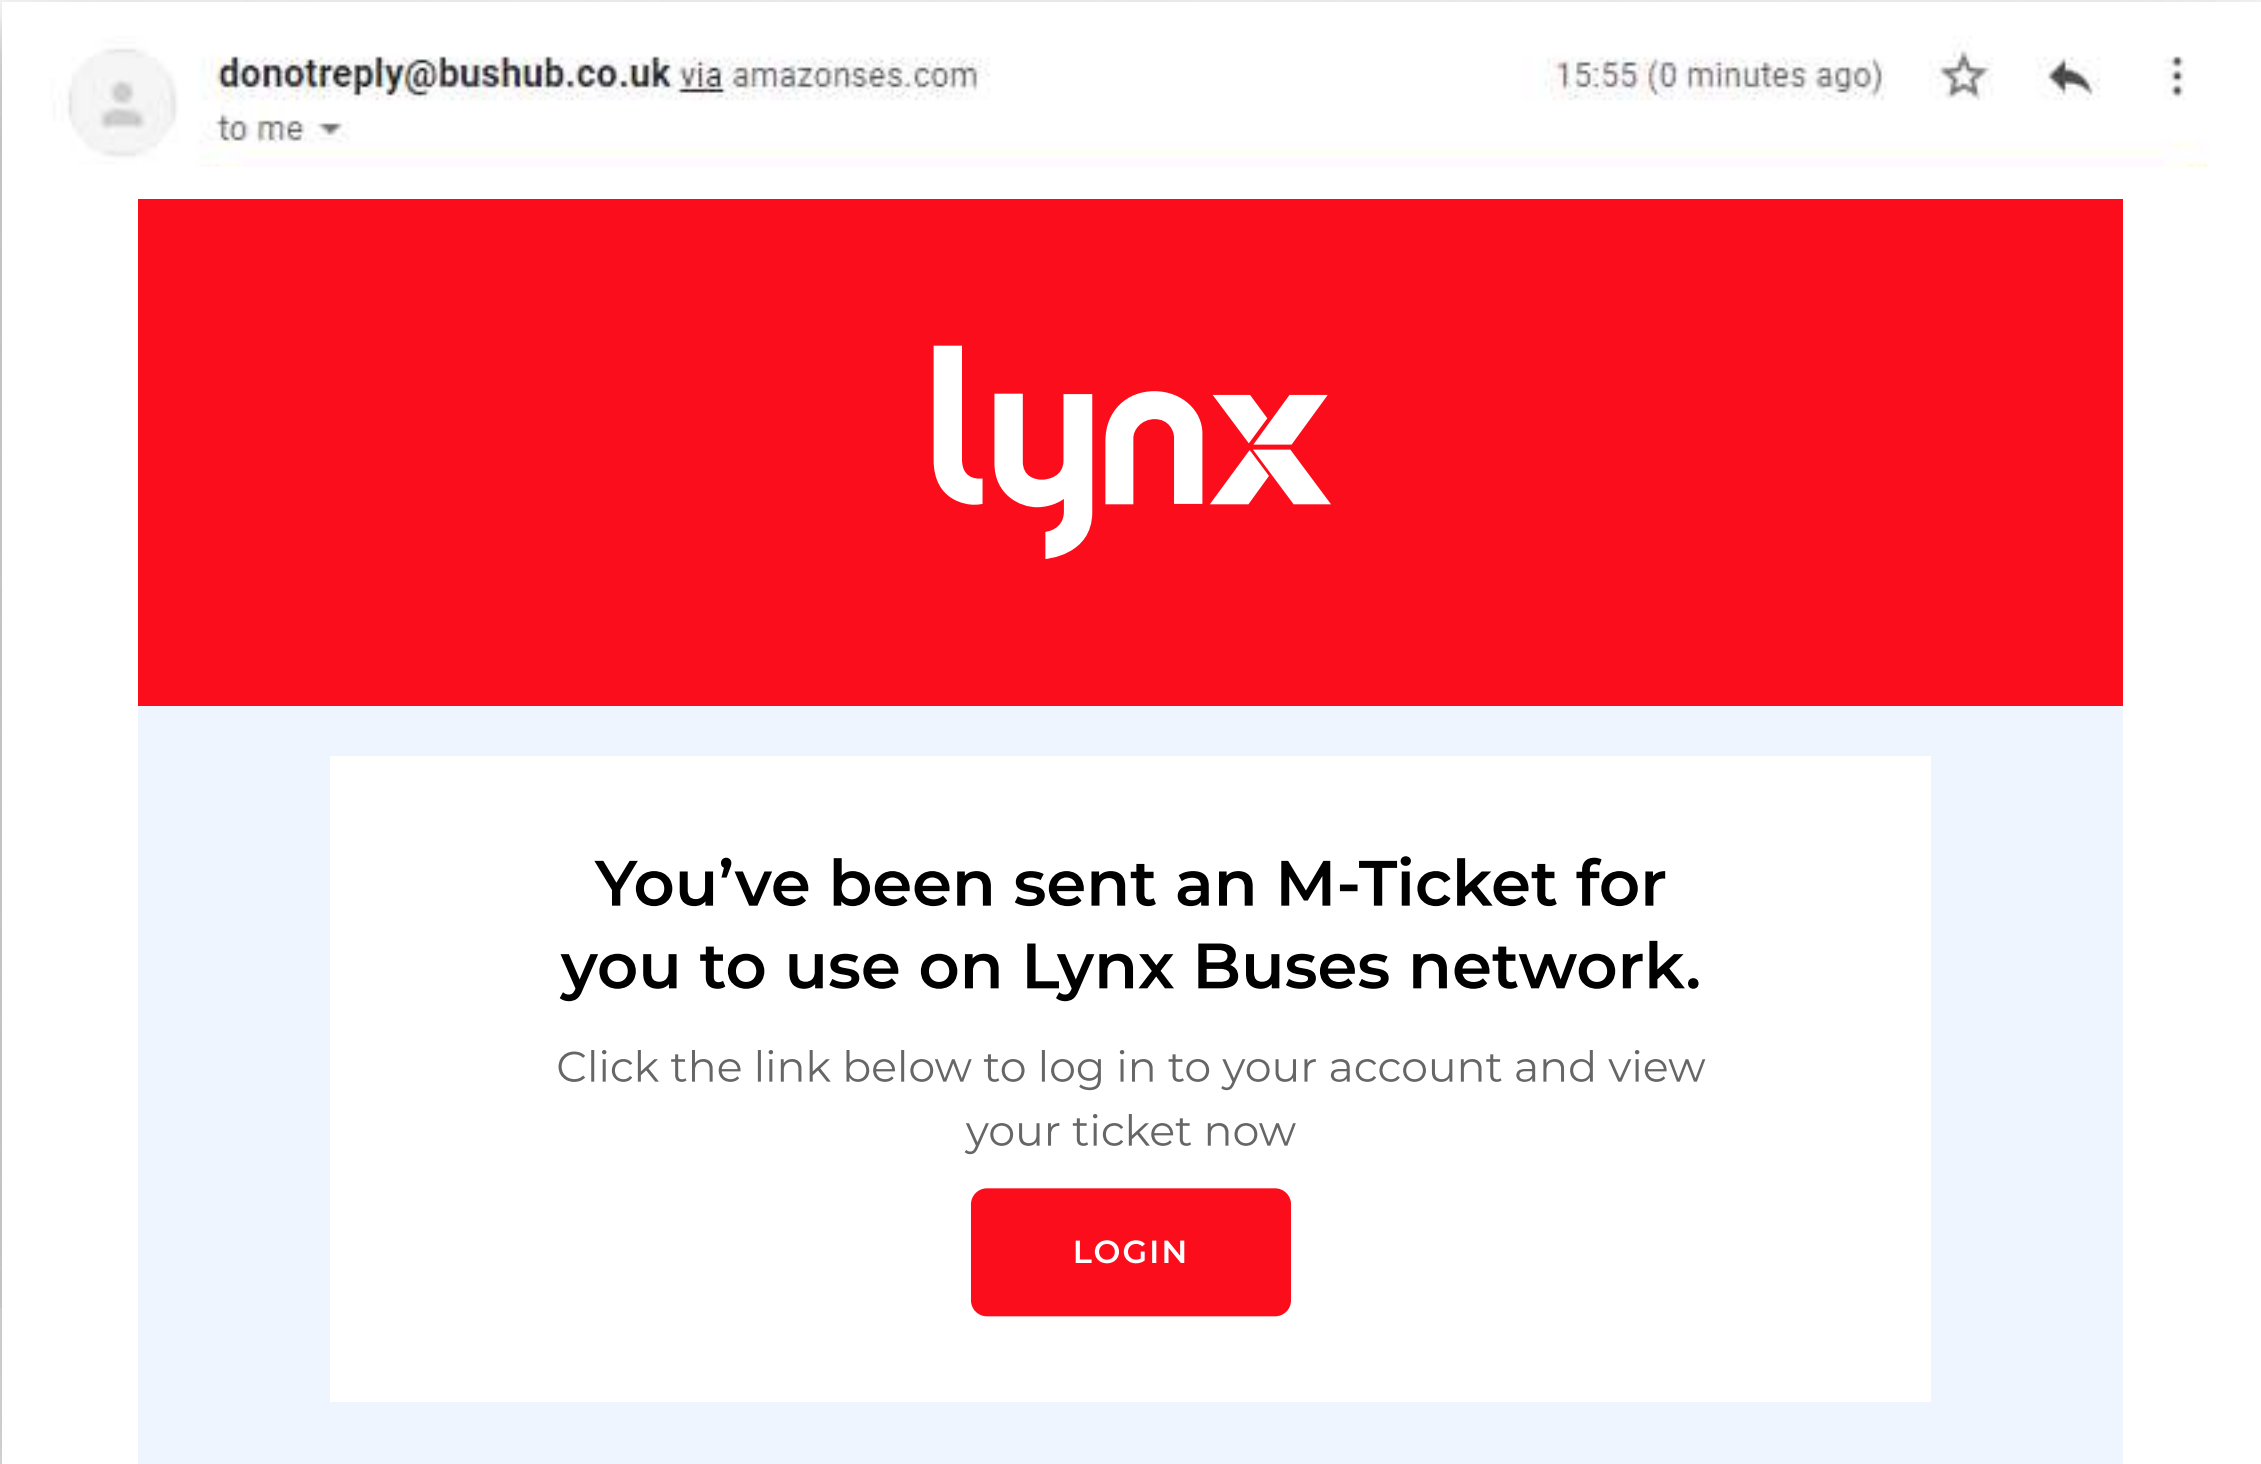 donotreply@bushub.co.uk via amazonses.com
15:55 (0 minutes ago)
to me
lynx
You’ve been sent an M-Ticket for
you to use on Lynx Buses network.
Click the link below to log in to your account and view
your ticket now
LOGIN